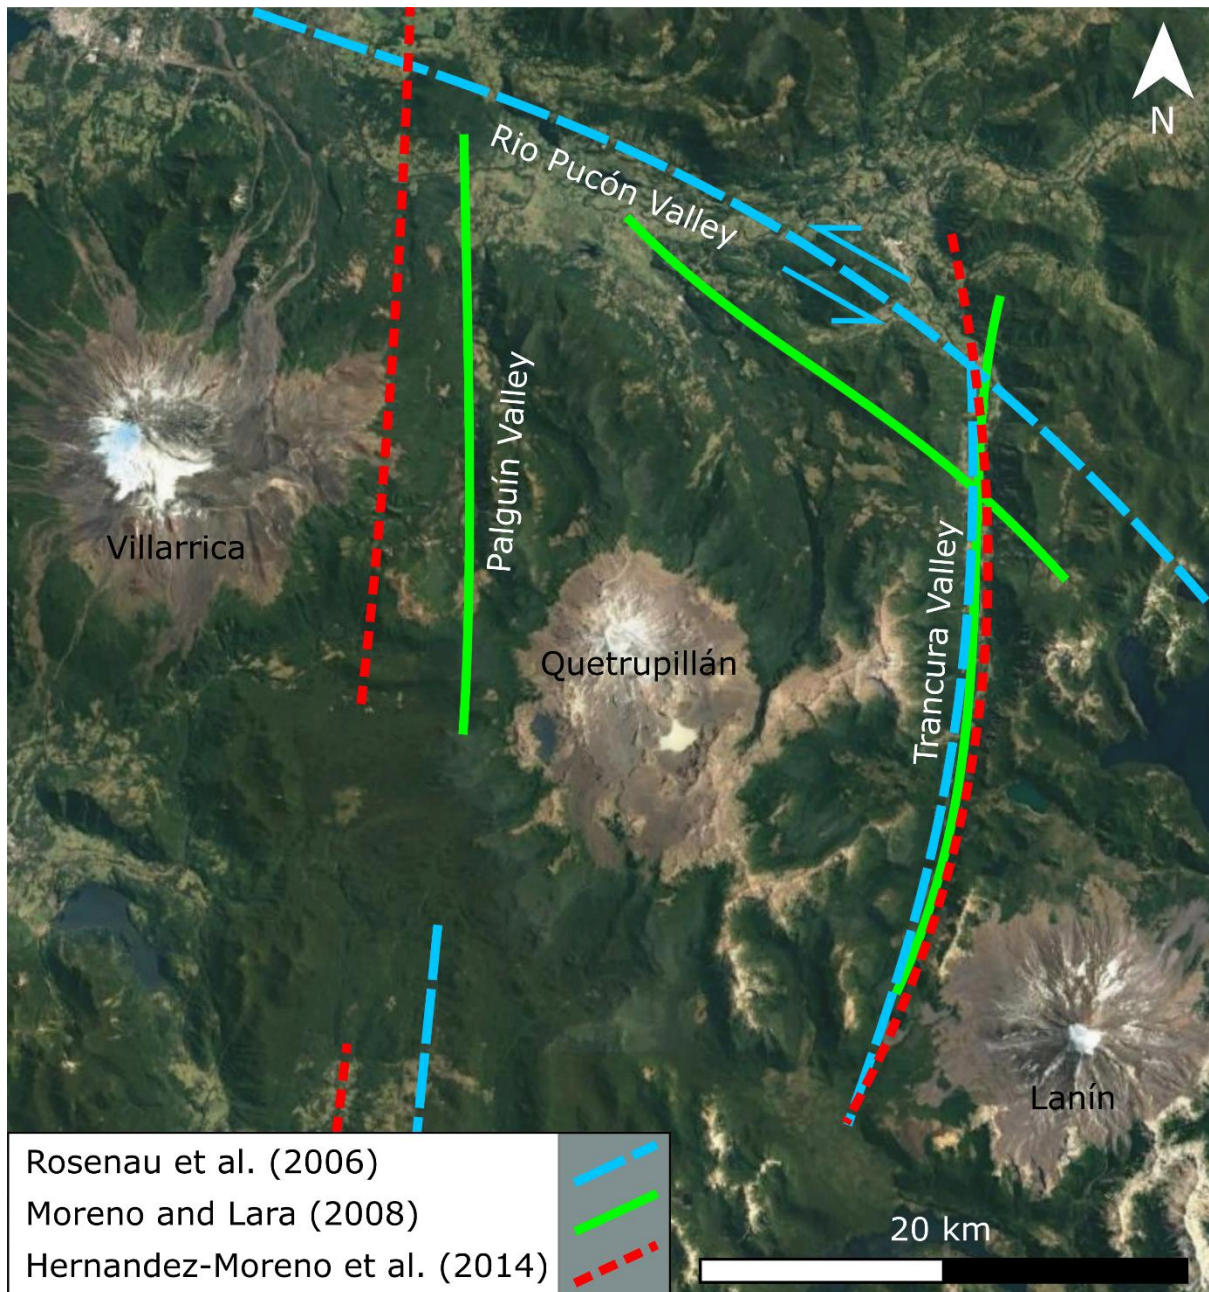 N
Rio Pucón Valley
Palguín Valley
Villarrica
Trancura Valley
Quetrupillán
Lanín
Rosenau et al. (2006)
Moreno and Lara (2008)
Hernandez-Moreno et al. (2014)
20 km